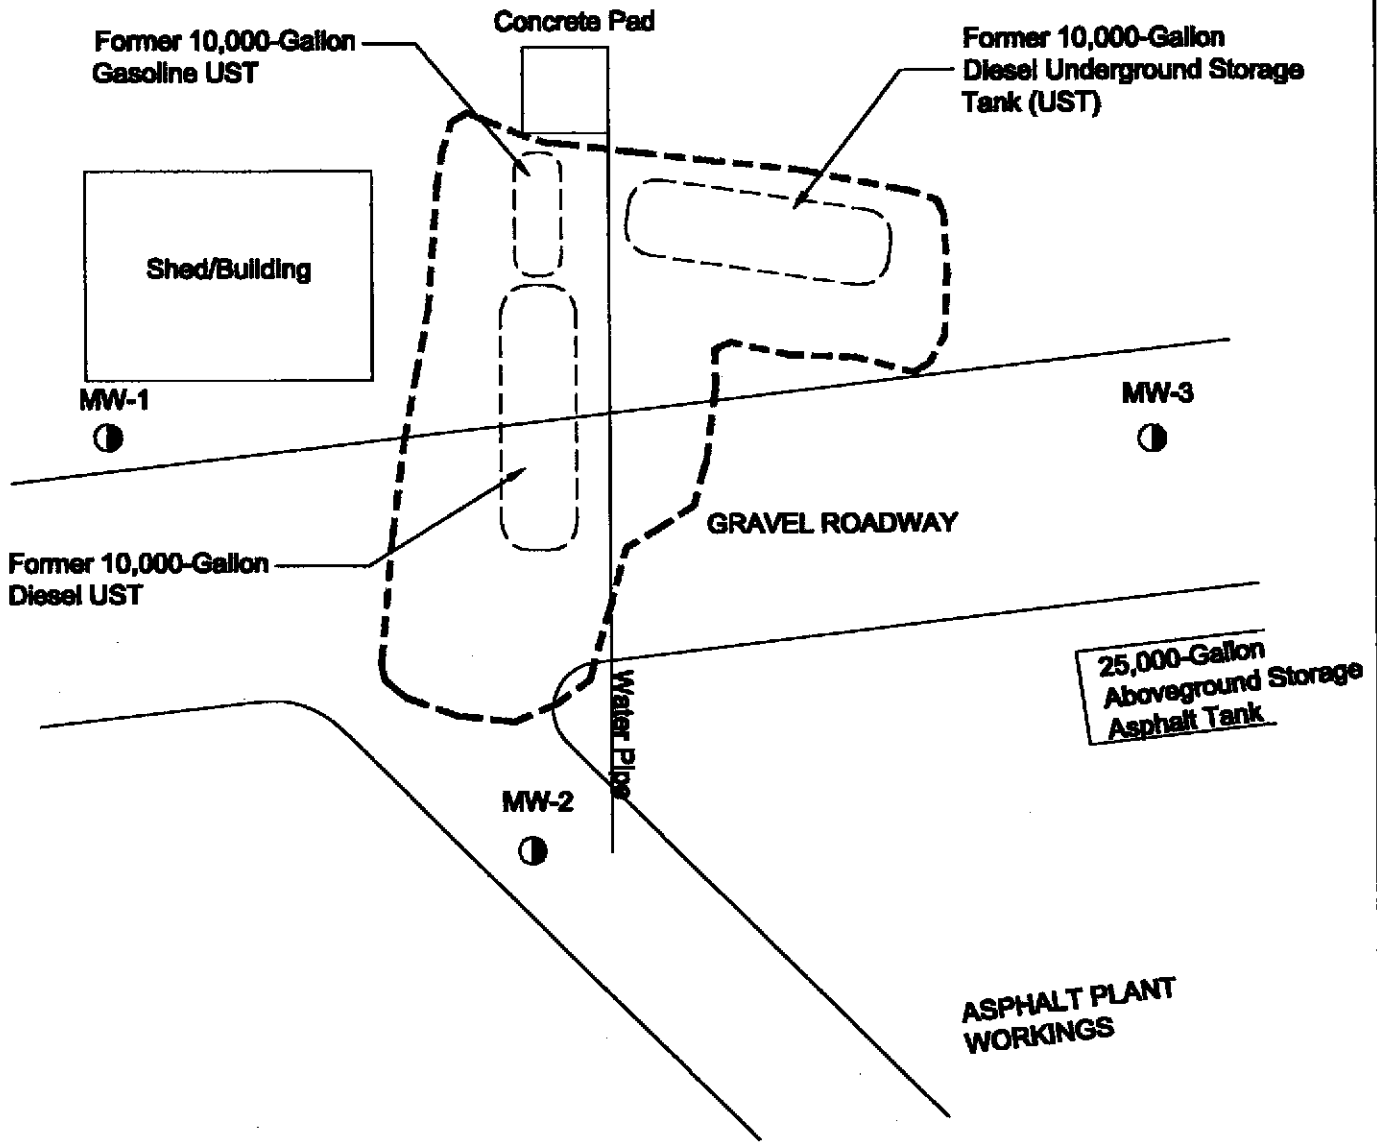 Concrete Pad
Former 10,000-Gallon
Gasoline UST
Former 10,000-Gallon
Diesel Underground Storage
Tank (UST)
Shed/Building
MW-1
MW-3
GRAVEL ROADWAY
Former 10,000-Gallon
Diesel UST
25,000-Gallon
Aboveground Storage
Asphalt Tank
Water Pipe
MW-2
ASPHALT PLANT
WORKINGS